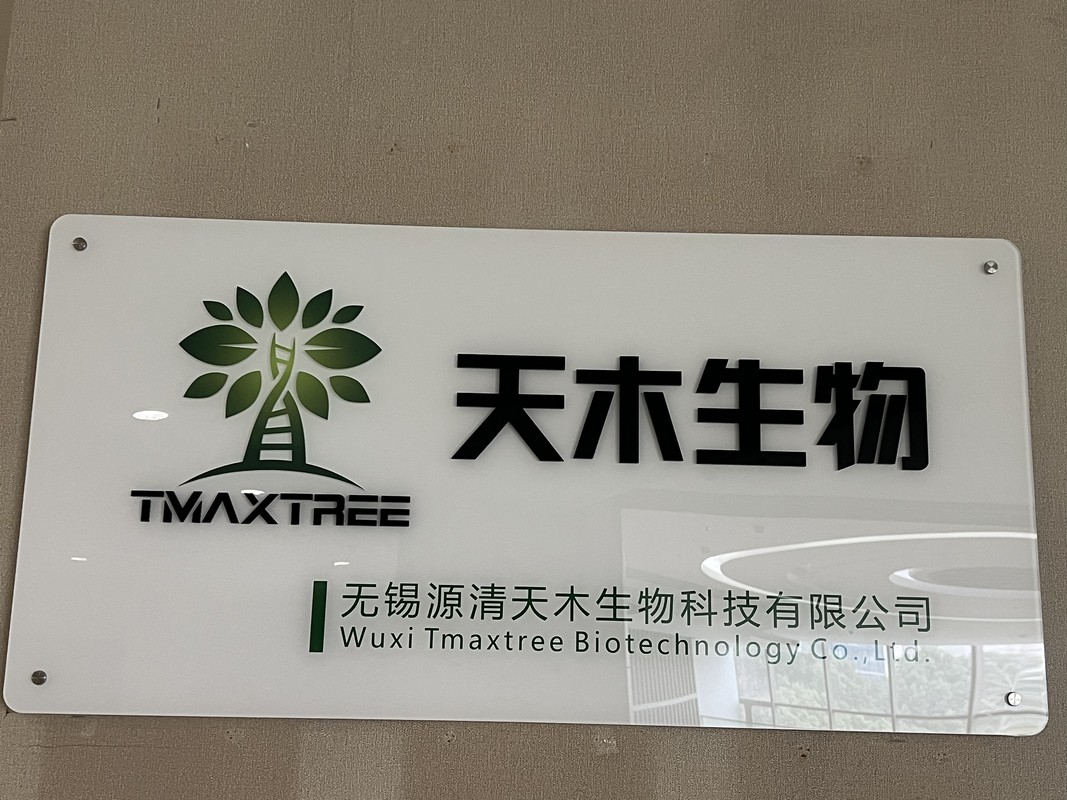 天木生物
TMAXTREE
无锡源清天木生物科技有限公司
Wuxi Tmaxtree Biotechnology Co.,Ltd.